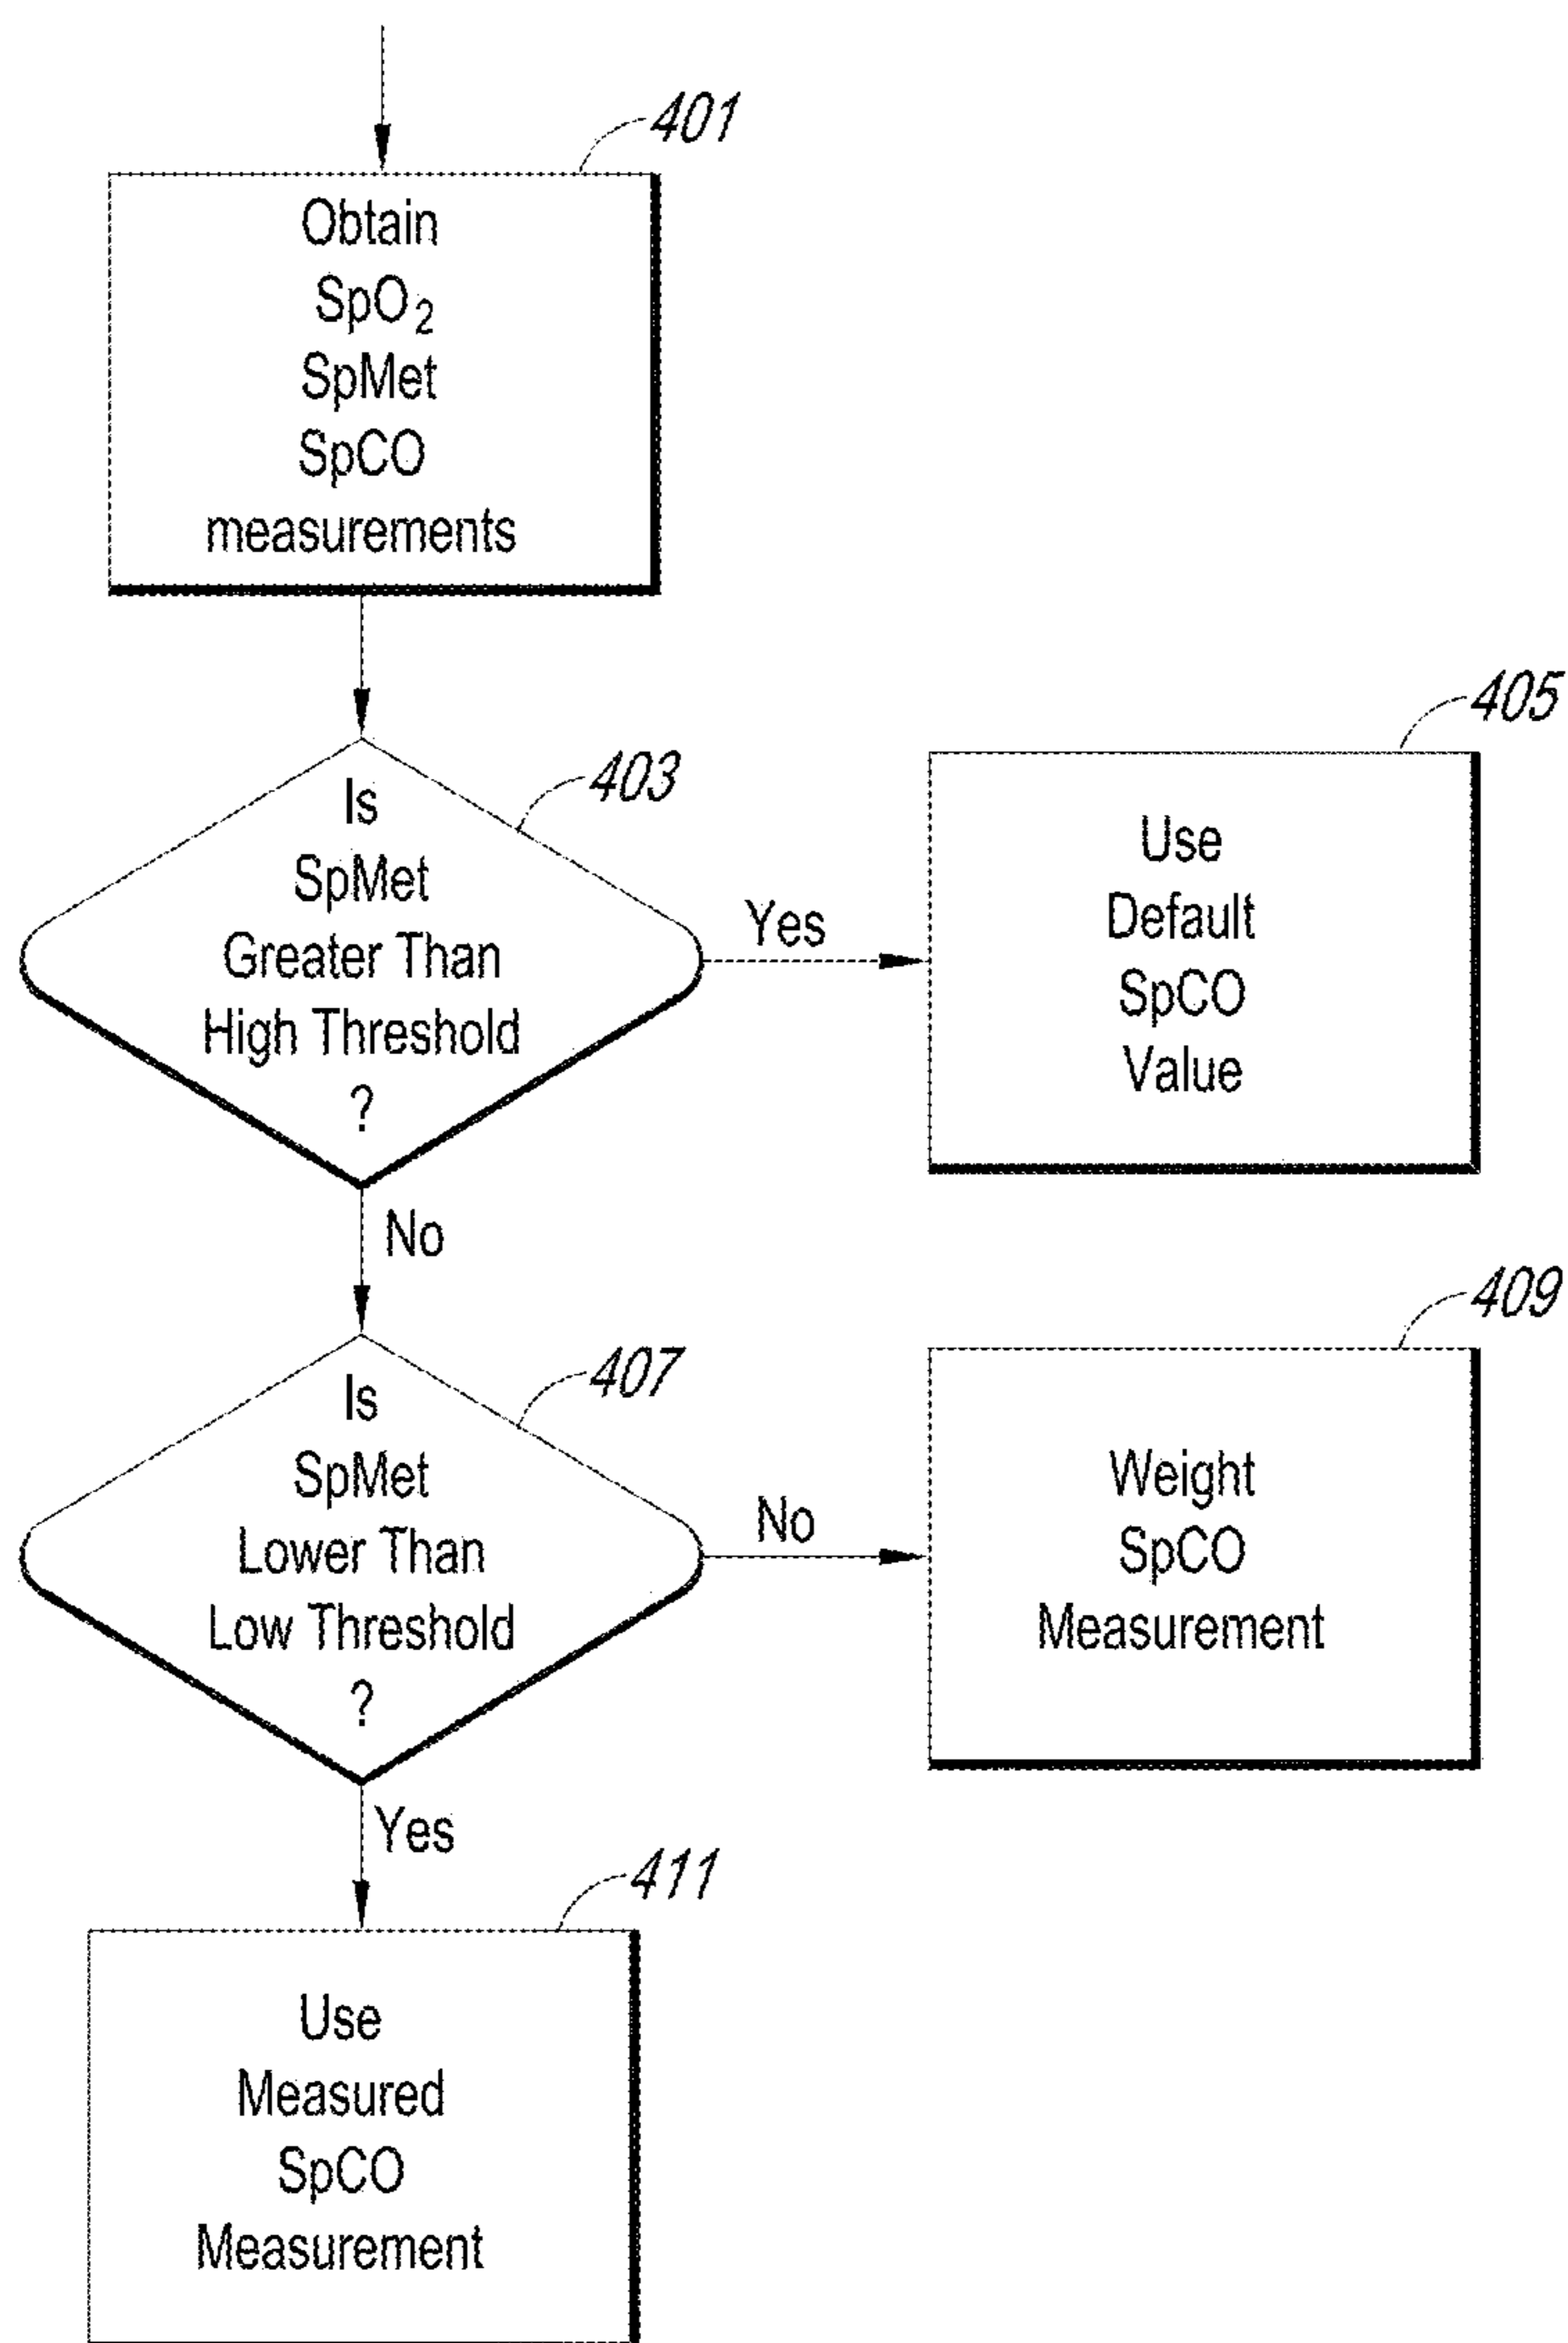 401
Obtain
SpO₂
SpMet
SpCO
measurements
403
Is
SpMet
Greater Than
High Threshold
?
Yes
405
Use
Default
SpCO
Value
No
407
Is
SpMet
Lower Than
Low Threshold
?
No
409
Weight
SpCO
Measurement
Yes
411
Use
Measured
SpCO
Measurement